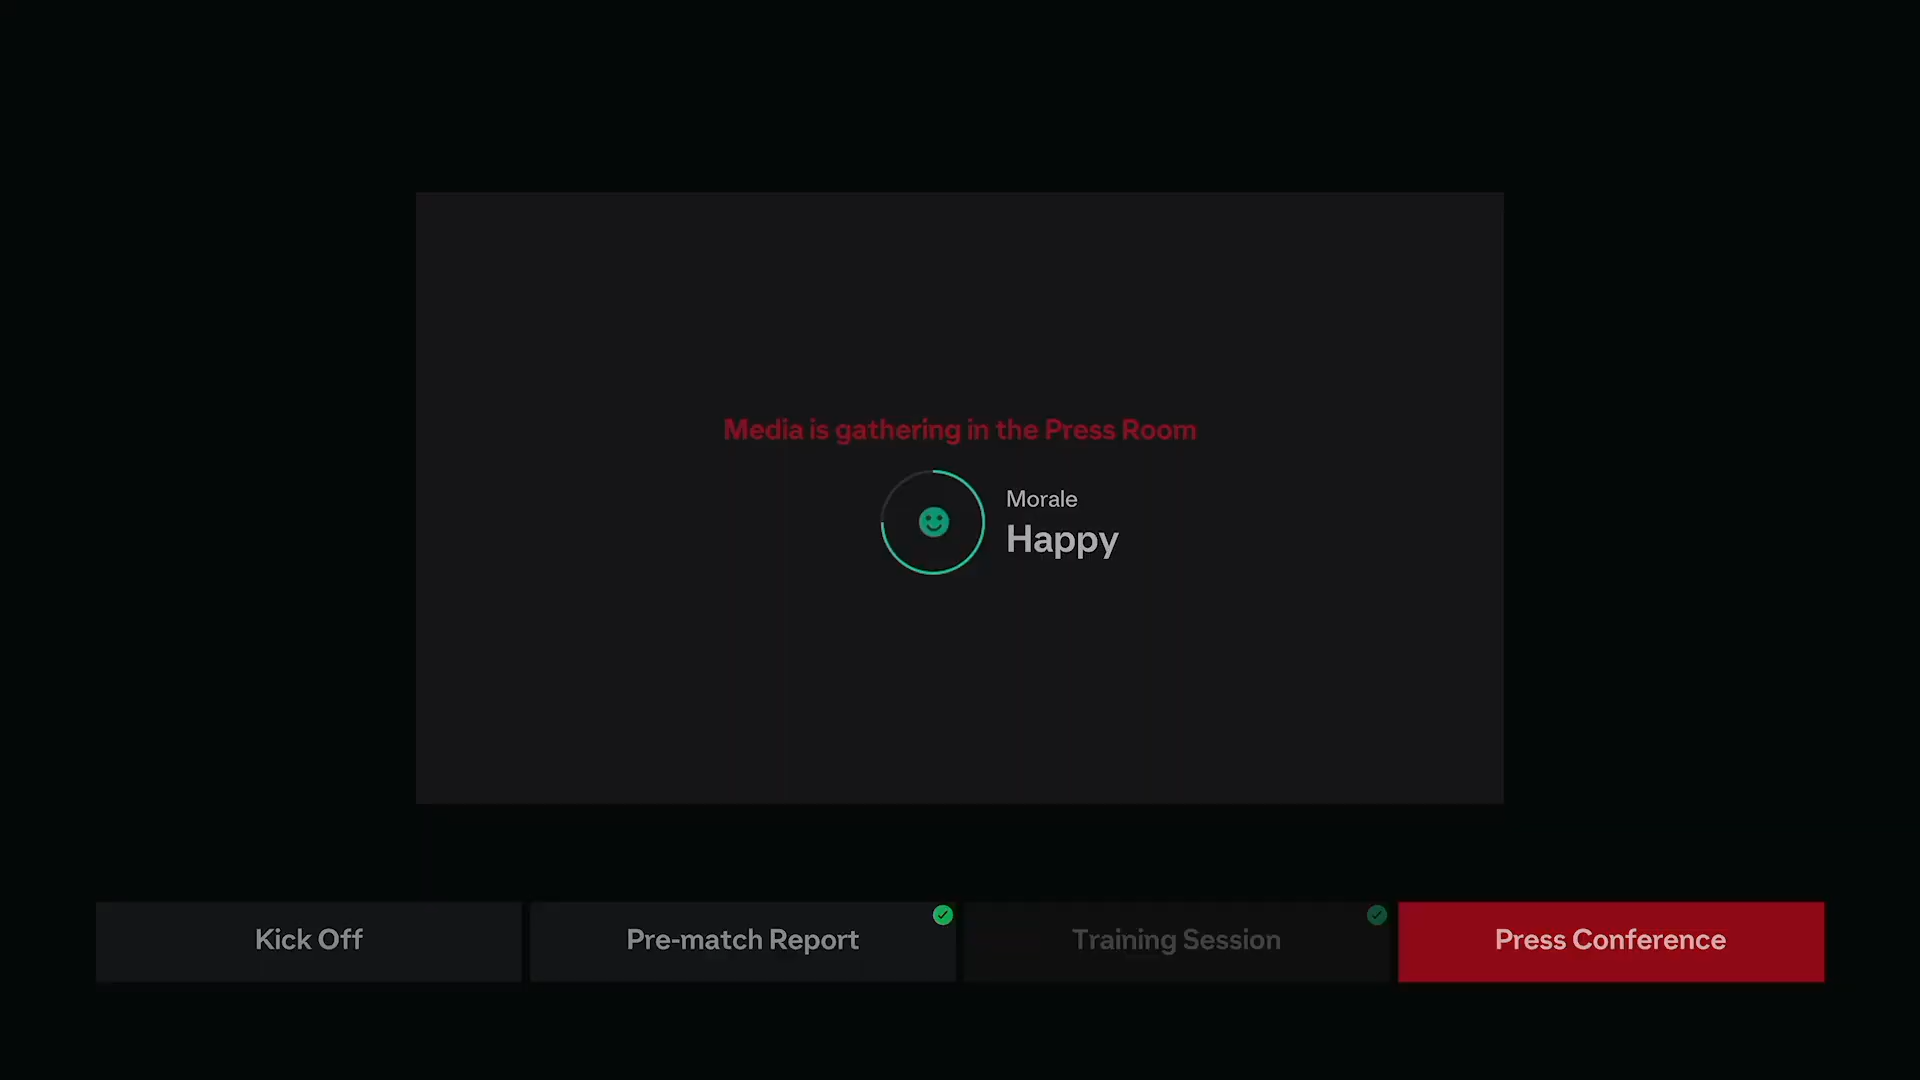 Media is gathering in the Press Room
Morale
Happy
Kick Off
Pre-match Report
Training Session
Press Conference